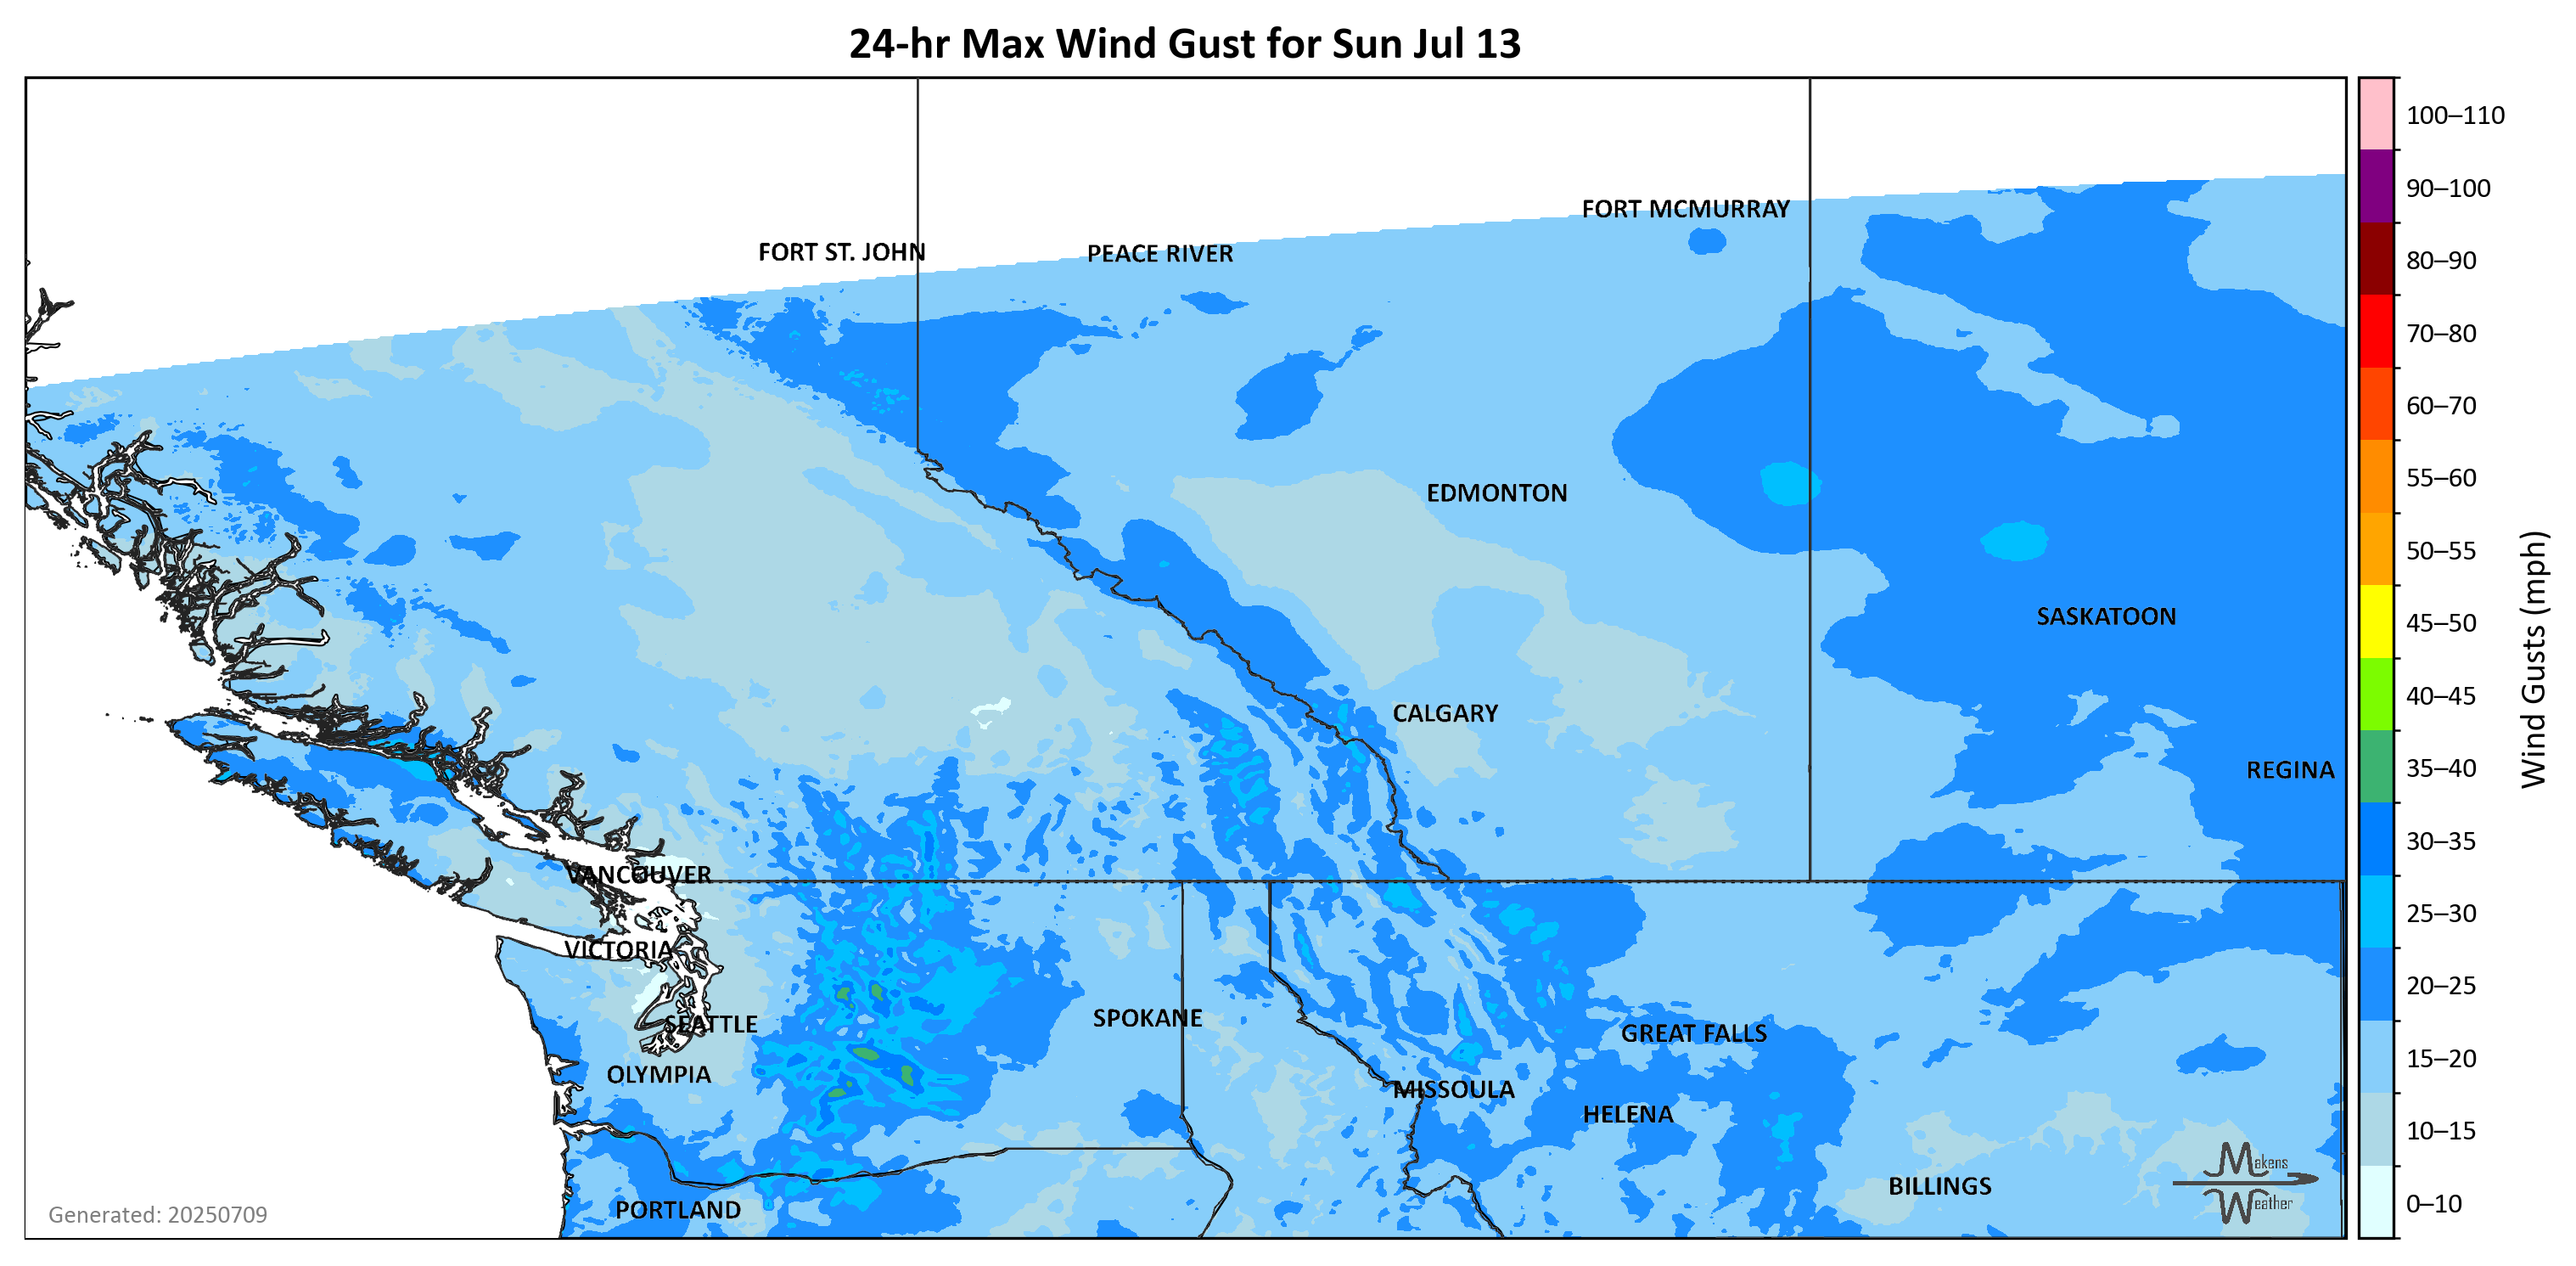 24-hr Max Wind Gust for Sun Jul 13
100–110
90–100
80–90
70–80
60–70
55–60
50–55
45–50
40–45
35–40
30–35
25–30
20–25
15–20
10–15
0–10
Wind Gusts (mph)
FORT MCMURRAY
FORT ST. JOHN
PEACE RIVER
EDMONTON
SASKATOON
CALGARY
REGINA
VANCOUVER
VICTORIA
SPOKANE
SEATTLE
GREAT FALLS
OLYMPIA
MISSOULA
HELENA
BILLINGS
PORTLAND
Makens
Weather
Generated: 20250709